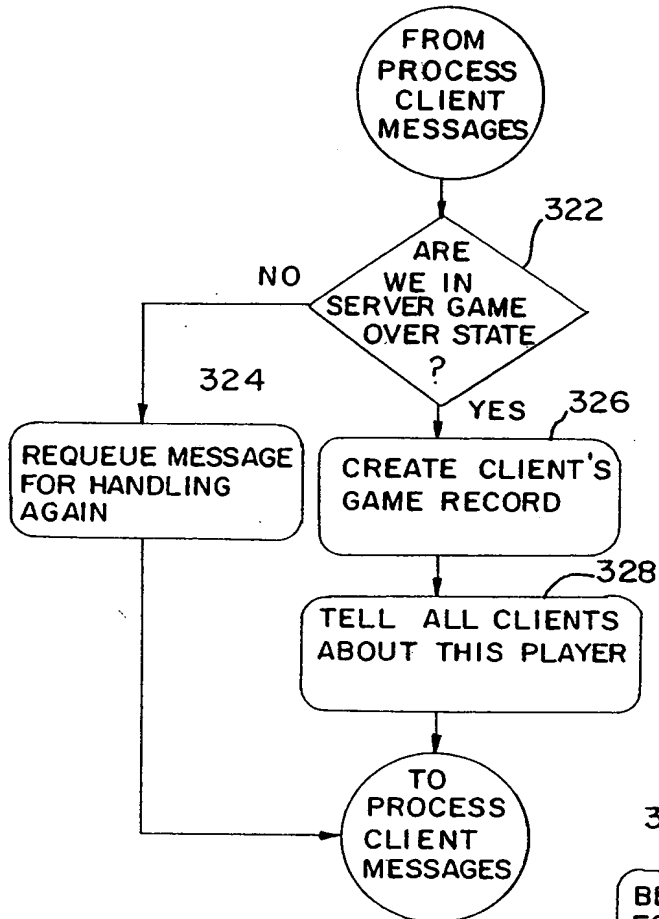 FROM
PROCESS
CLIENT
MESSAGES
322
ARE
WE IN
SERVER GAME
OVER STATE
?
NO
YES
324
REQUEUE MESSAGE
FOR HANDLING
AGAIN
326
CREATE CLIENT'S
GAME RECORD
328
TELL ALL CLIENTS
ABOUT THIS PLAYER
TO
PROCESS
CLIENT
MESSAGES
3